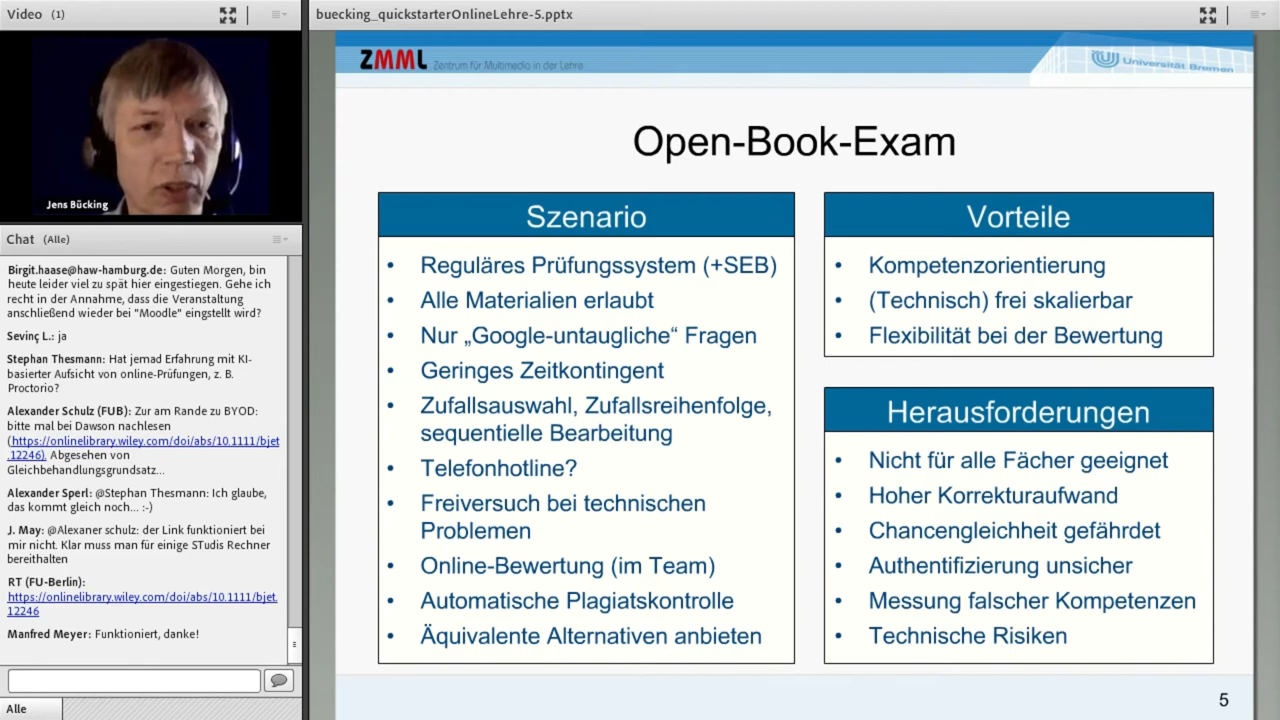 Video (1)
buecking_quickstarterOnlineLehre-5.pptx
Jens Bücking
Chat (Alle)
Birgit.haase@haw-hamburg.de: Guten Morgen, bin
heute leider viel zu spät hier eingestiegen. Gehe ich
recht in der Annahme, dass die Veranstaltung
anschließend wieder bei "Moodle" eingstellt wird?
Sevinç L.: ja
Stephan Thesmann: Hat jemad Erfahrung mit KI-
basierter Aufsicht von online-Prüfungen, z. B.
Proctorio?
Alexander Schulz (FUB): Zur am Rande zu BYOD:
bitte mal bei Dawson nachlesen
(https://onlinelibrary.wiley.com/doi/abs/10.1111/bjet
.12246). Abgesehen von
Gleichbehandlungsgrundsatz...
Alexander Sperl: @Stephan Thesmann: Ich glaube,
das kommt gleich noch... :-)
J. May: @Alexaner schulz: der Link funktioniert bei
mir nicht. Klar muss man für einige STudis Rechner
bereithalten
RT (FU-Berlin):
https://onlinelibrary.wiley.com/doi/abs/10.1111/bjet.
12246
Manfred Meyer: Funktioniert, danke!
Alle
ZMML Zentrum für Multimedia in der Lehre
Universität Bremen
Open-Book-Exam
Szenario
• Reguläres Prüfungssystem (+SEB)
• Alle Materialien erlaubt
• Nur „Google-untaugliche“ Fragen
• Geringes Zeitkontingent
• Zufallsauswahl, Zufallsreihenfolge,
sequentielle Bearbeitung
• Telefonhotline?
• Freiversuch bei technischen
Problemen
• Online-Bewertung (im Team)
• Automatische Plagiatskontrolle
• Äquivalente Alternativen anbieten
Vorteile
• Kompetenzorientierung
• (Technisch) frei skalierbar
• Flexibilität bei der Bewertung
Herausforderungen
• Nicht für alle Fächer geeignet
• Hoher Korrekturaufwand
• Chancengleichheit gefährdet
• Authentifizierung unsicher
• Messung falscher Kompetenzen
• Technische Risiken
5